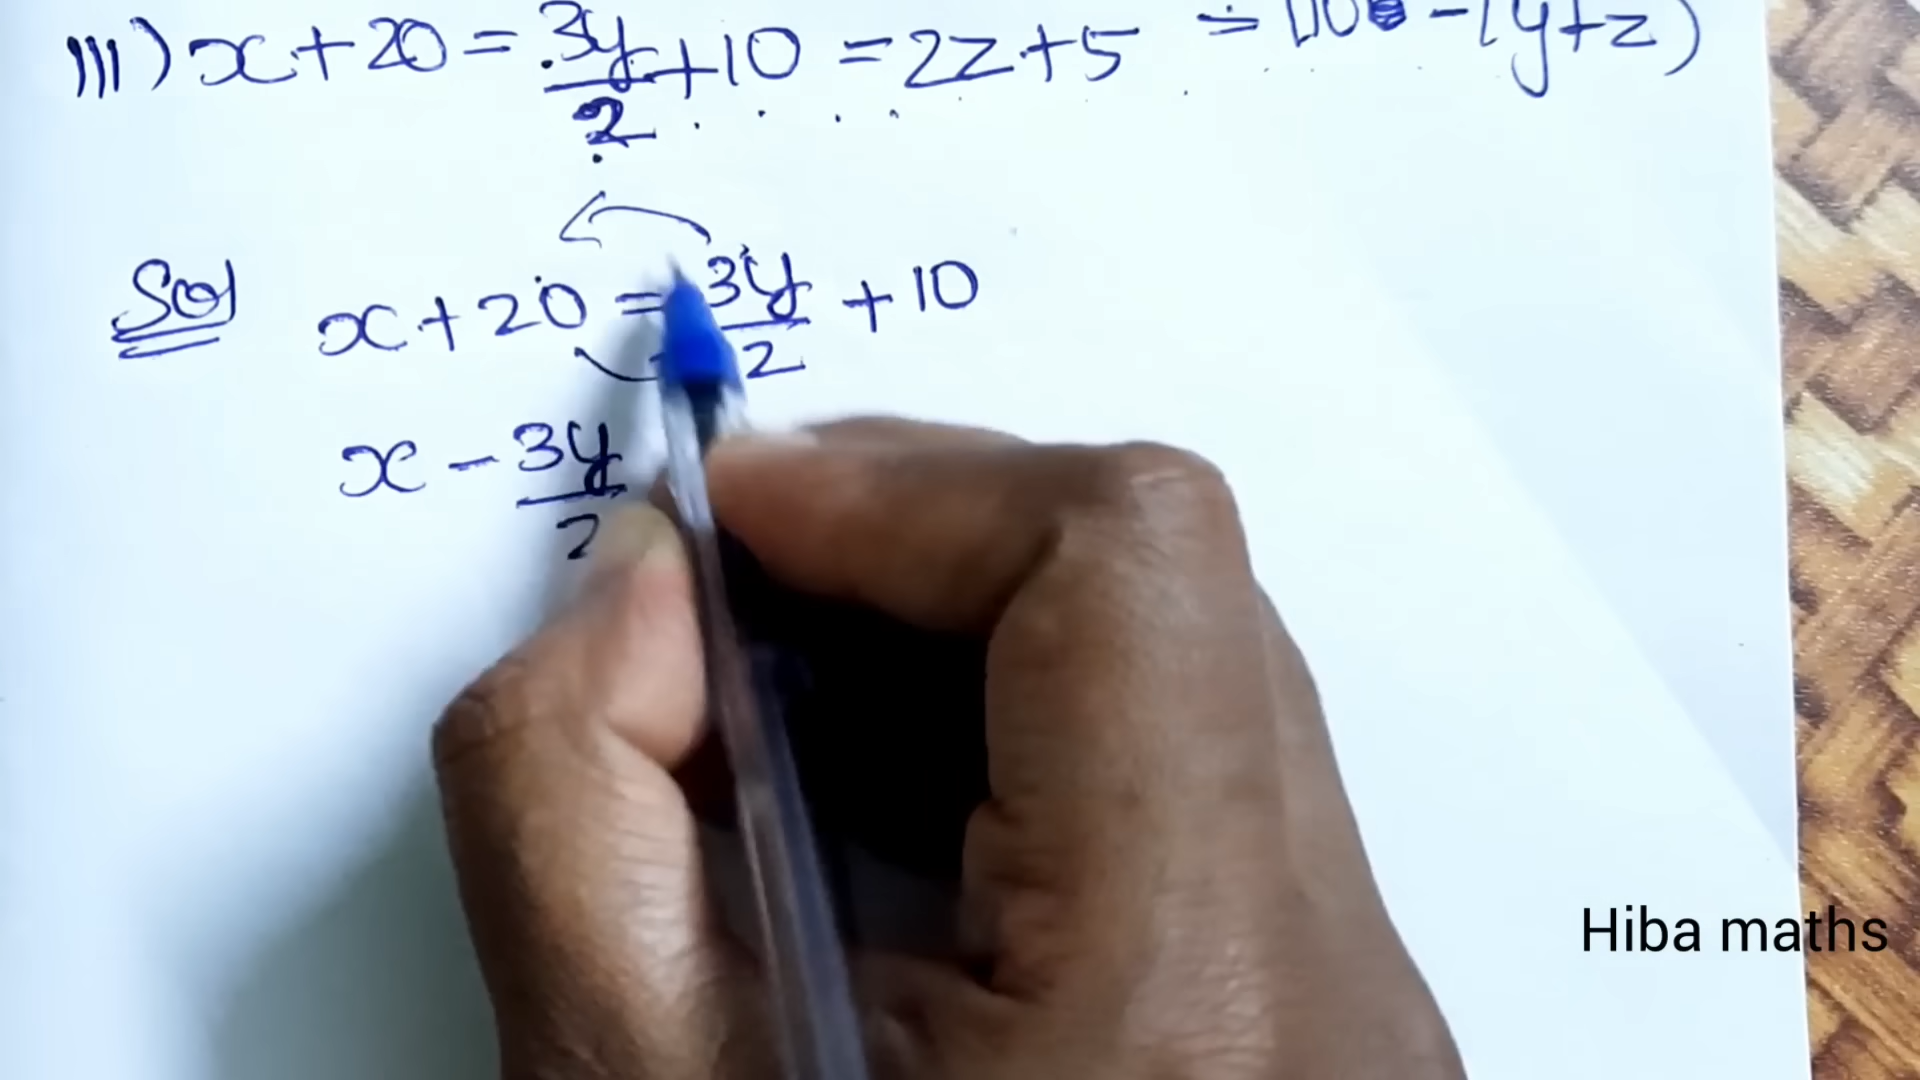 III) x+20 = 3y/2 +10 = 2z+5 = 110 - (y+z)
Sol x+20 = 3y/2 + 10
x - 3y/2
Hiba maths